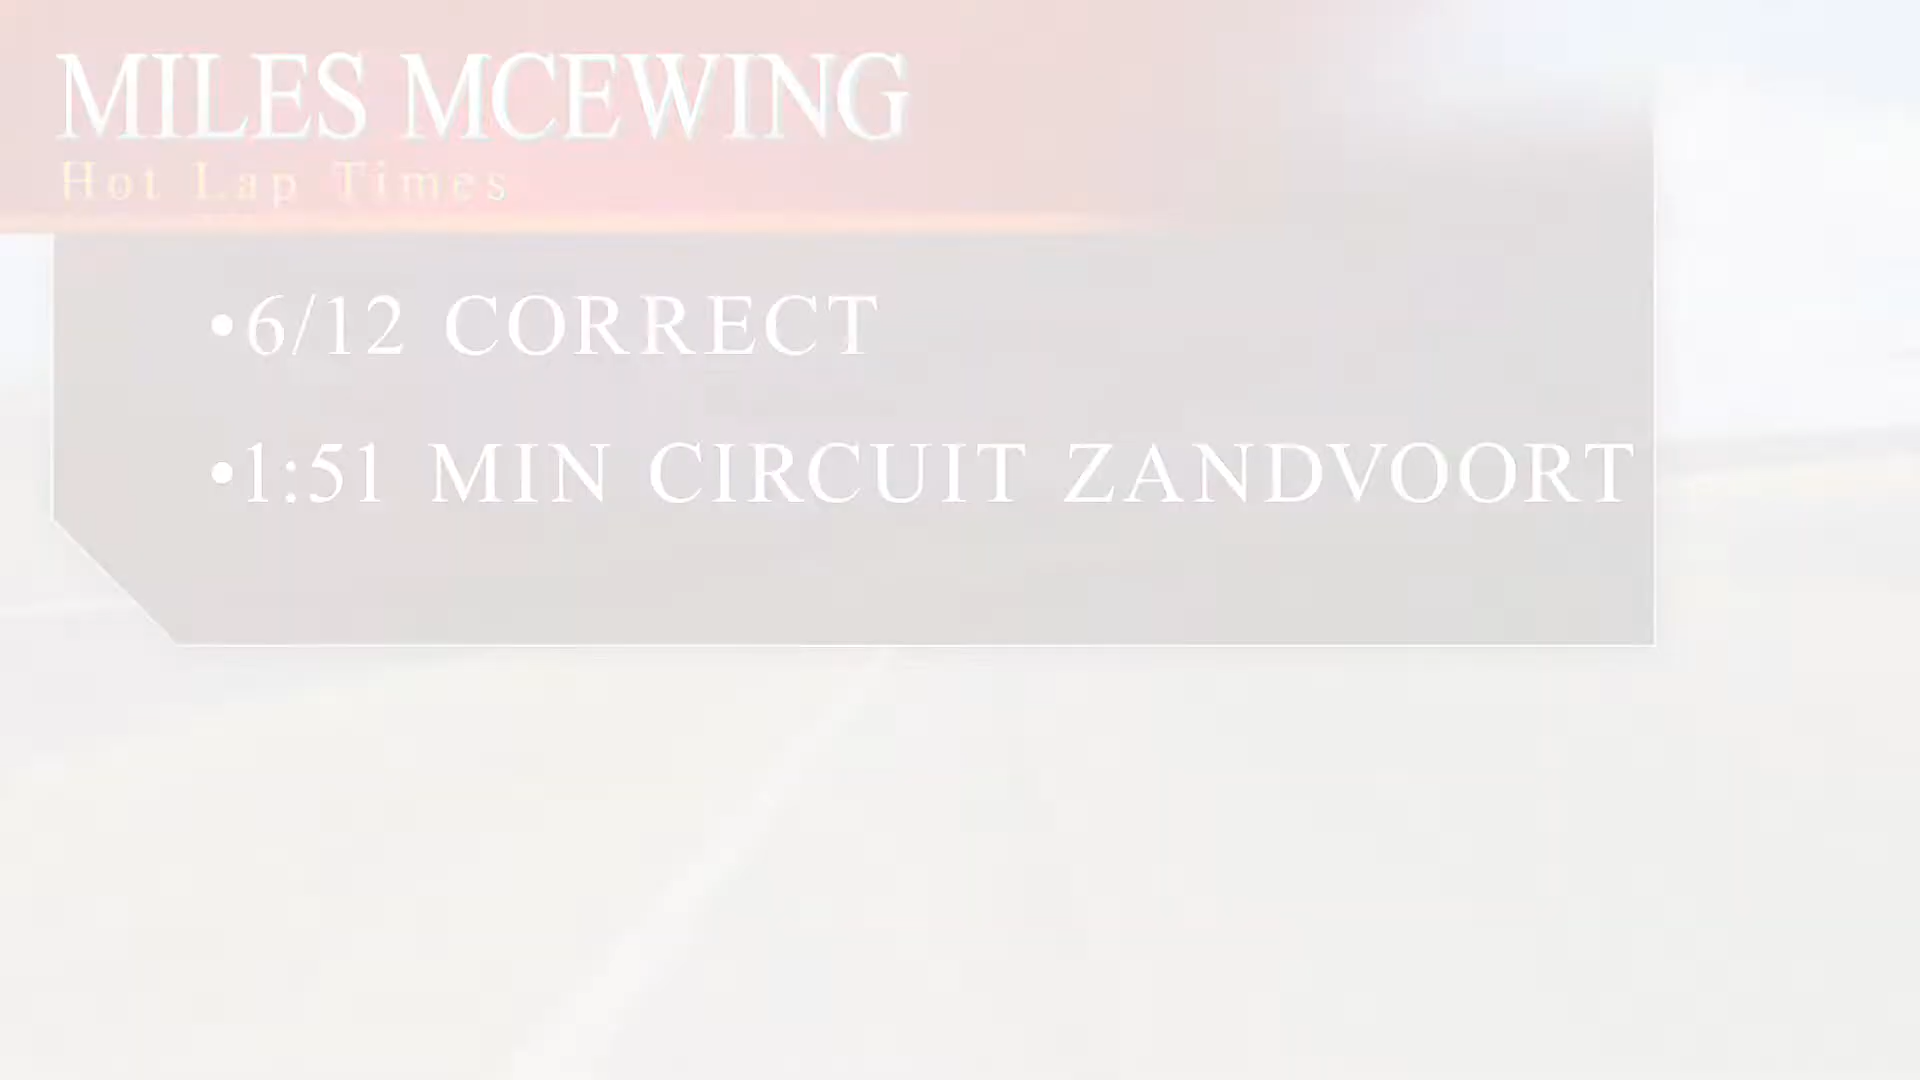 MILES MCEWING
Hot Lap Times
•6/12 CORRECT
•1:51 MIN CIRCUIT ZANDVOORT